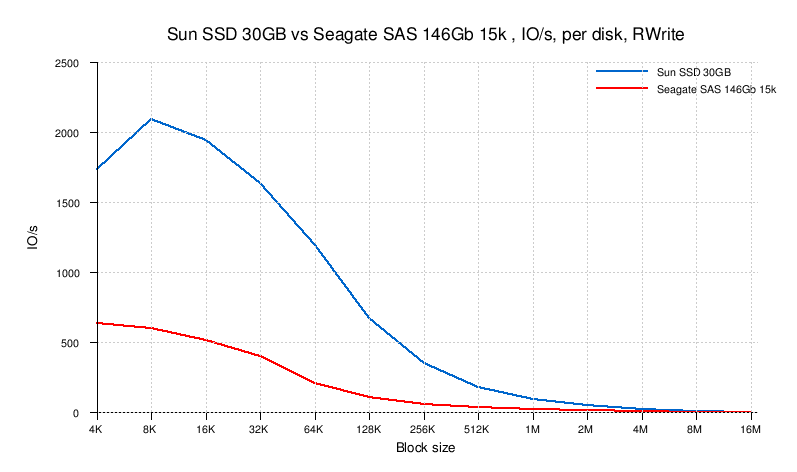 Sun SSD 30GB vs Seagate SAS 146Gb 15k , IO/s, per disk, RWrite
Sun SSD 30GB
Seagate SAS 146Gb 15k
IO/s
2500
2000
1500
1000
500
0
4K 8K 16K 32K 64K 128K 256K 512K 1M 2M 4M 8M 16M
Block size